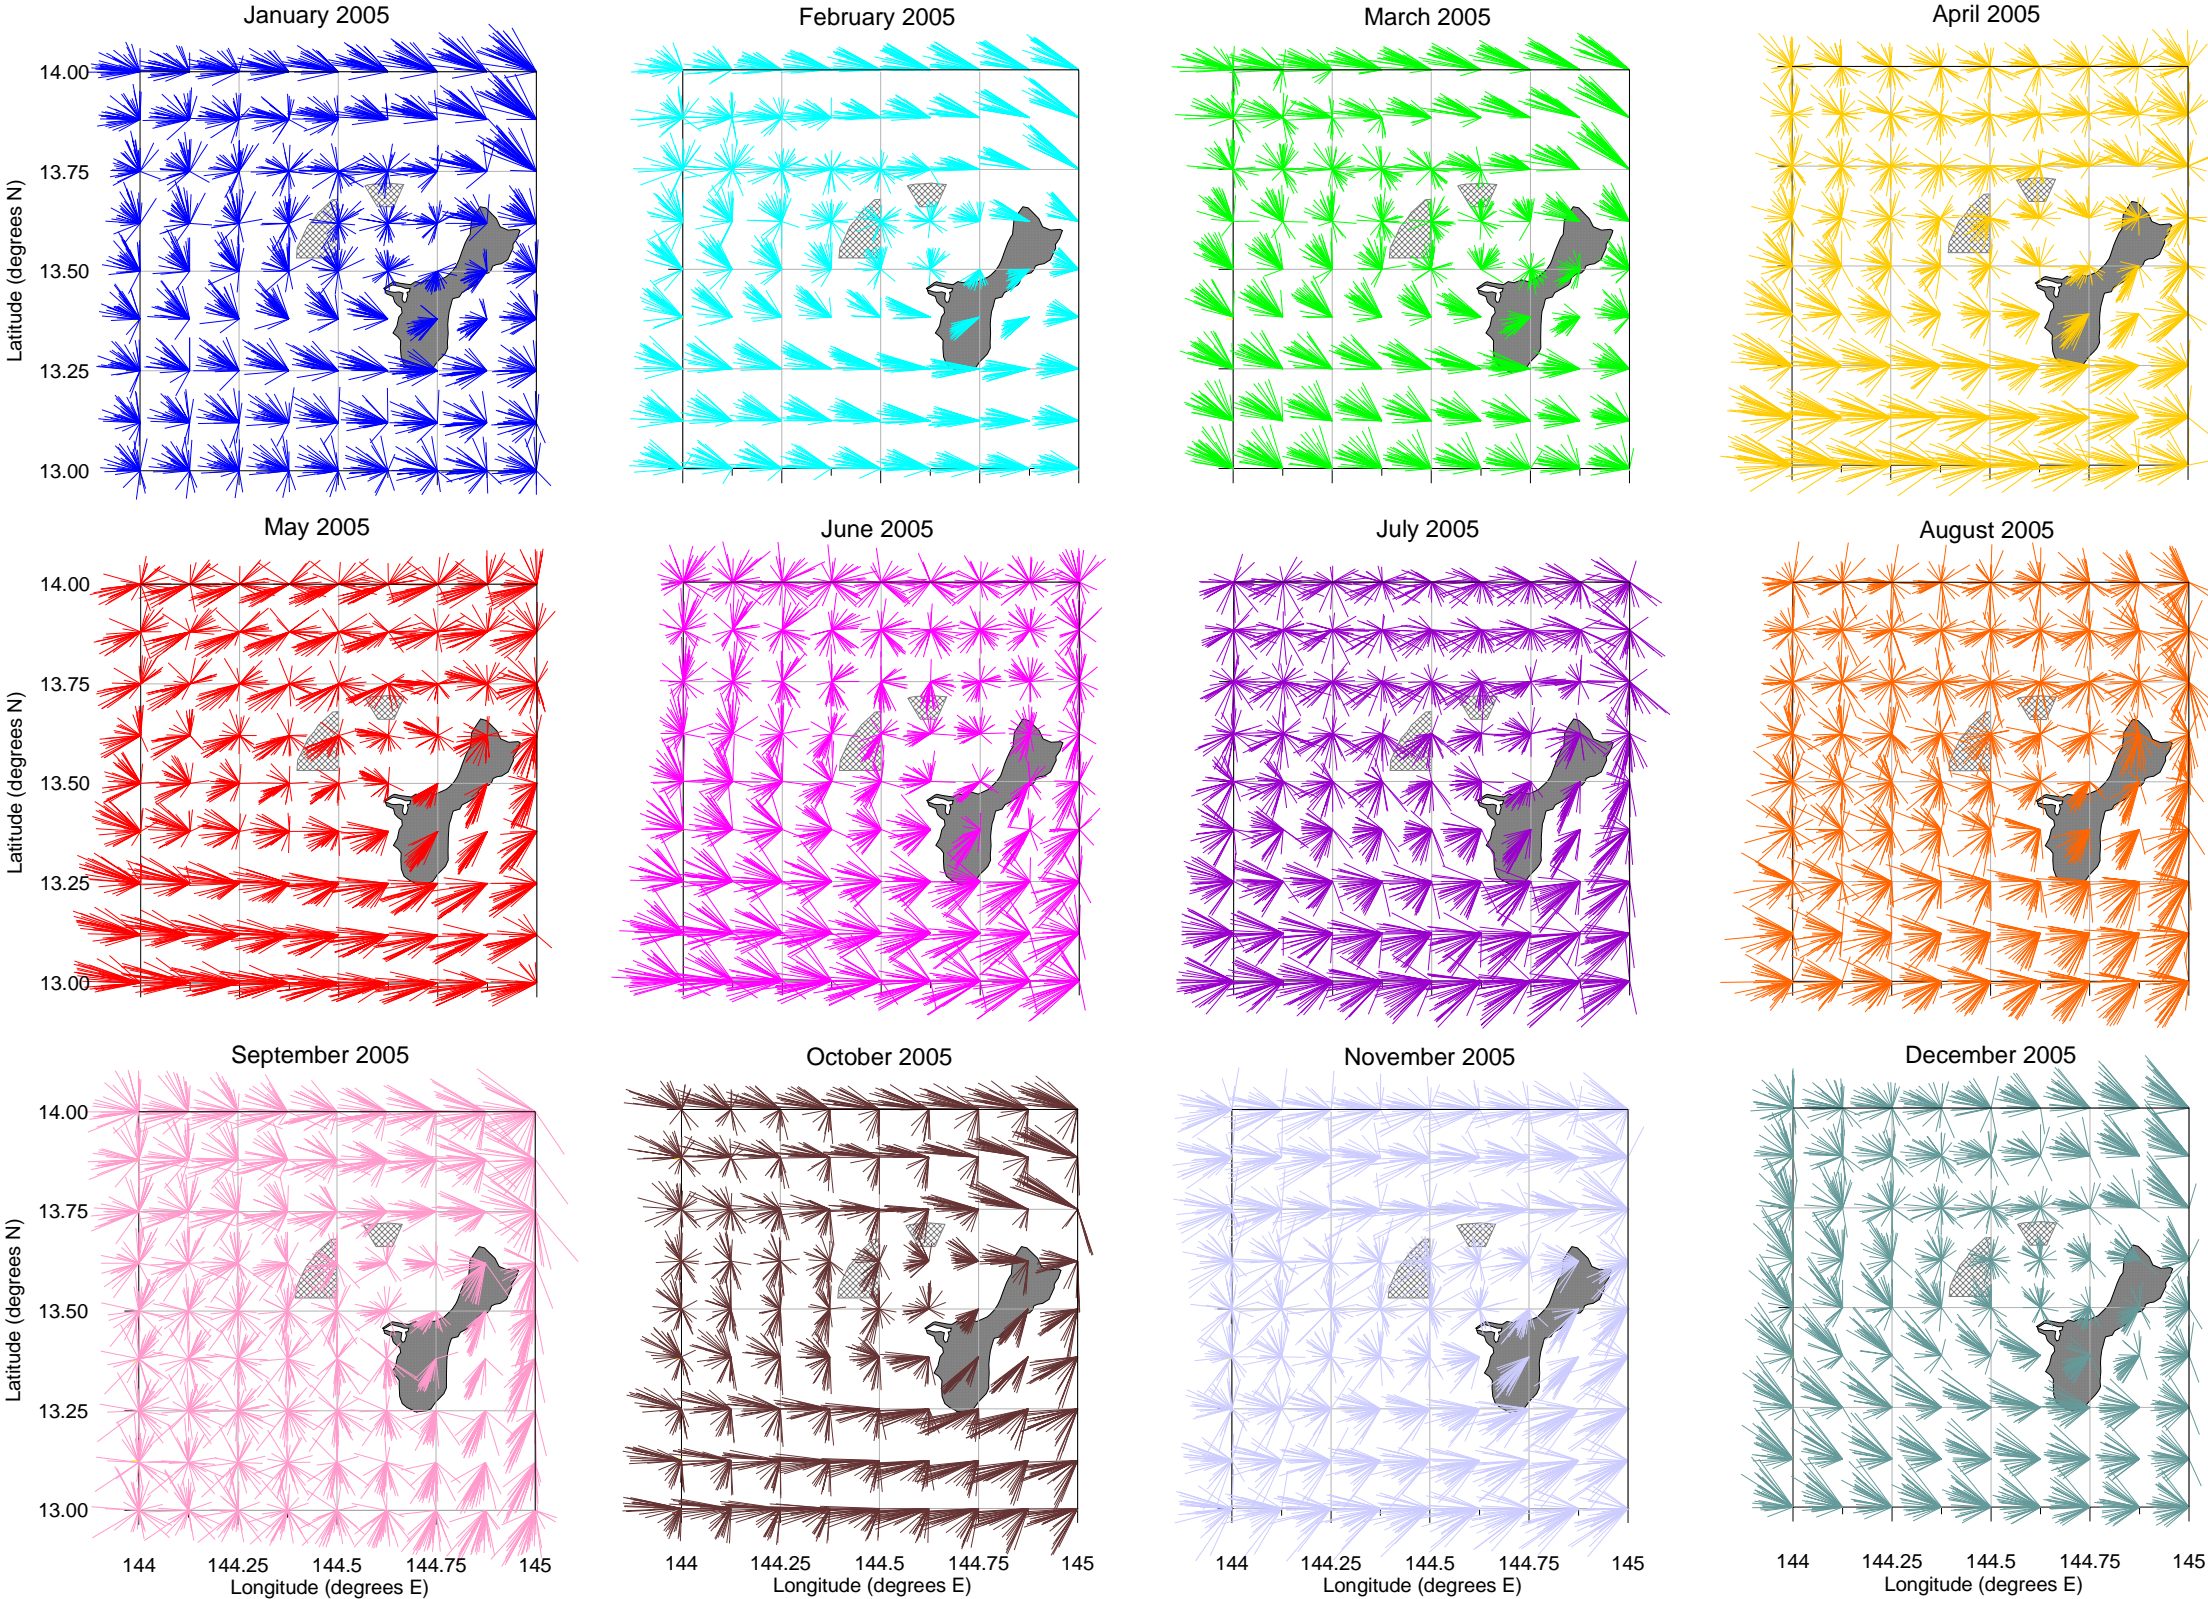 January 2005
February 2005
March 2005
April 2005
14.00
13.75
13.50
13.25
13.00
Latitude (degrees N)
May 2005
June 2005
July 2005
August 2005
14.00
13.75
13.50
13.25
13.00
Latitude (degrees N)
September 2005
October 2005
November 2005
December 2005
14.00
13.75
13.50
13.25
13.00
Latitude (degrees N)
144 144.25 144.5 144.75 145
Longitude (degrees E)
144 144.25 144.5 144.75 145
Longitude (degrees E)
144 144.25 144.5 144.75 145
Longitude (degrees E)
144 144.25 144.5 144.75 145
Longitude (degrees E)